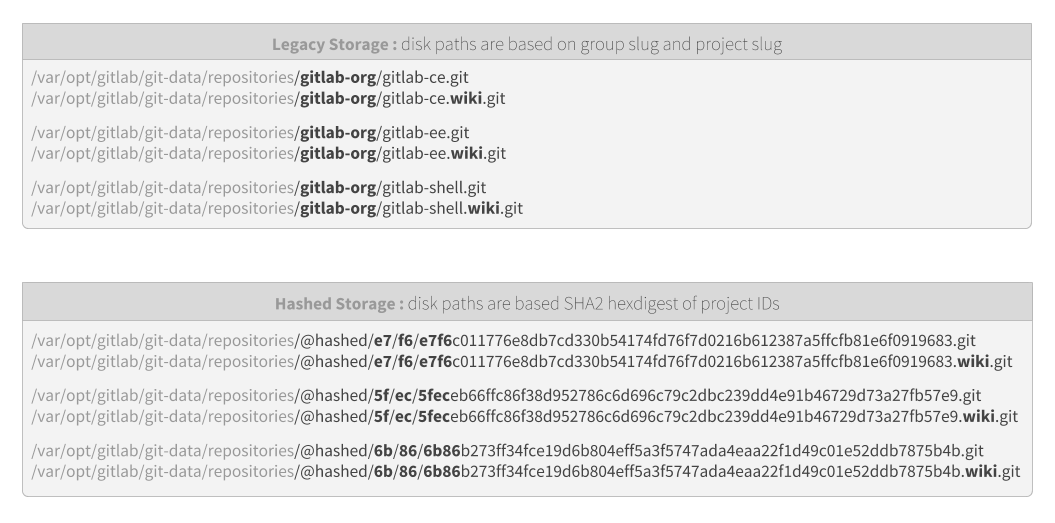 Legacy Storage : disk paths are based on group slug and project slug
/var/opt/gitlab/git-data/repositories/gitlab-org/gitlab-ce.git
/var/opt/gitlab/git-data/repositories/gitlab-org/gitlab-ce.wiki.git
/var/opt/gitlab/git-data/repositories/gitlab-org/gitlab-ee.git
/var/opt/gitlab/git-data/repositories/gitlab-org/gitlab-ee.wiki.git
/var/opt/gitlab/git-data/repositories/gitlab-org/gitlab-shell.git
/var/opt/gitlab/git-data/repositories/gitlab-org/gitlab-shell.wiki.git
Hashed Storage : disk paths are based SHA2 hexdigest of project IDs
/var/opt/gitlab/git-data/repositories/@hashed/e7/f6/e7f6c011776e8db7cd330b54174fd76f7d0216b612387a5ffcfb81e6f0919683.git
/var/opt/gitlab/git-data/repositories/@hashed/e7/f6/e7f6c011776e8db7cd330b54174fd76f7d0216b612387a5ffcfb81e6f0919683.wiki.git
/var/opt/gitlab/git-data/repositories/@hashed/5f/ec/5feceb66ffc86f38d952786c6d696c79c2dbc239dd4e91b46729d73a27fb57e9.git
/var/opt/gitlab/git-data/repositories/@hashed/5f/ec/5feceb66ffc86f38d952786c6d696c79c2dbc239dd4e91b46729d73a27fb57e9.wiki.git
/var/opt/gitlab/git-data/repositories/@hashed/6b/86/6b86b273ff34fce19d6b804eff5a3f5747ada4eaa22f1d49c01e52ddb7875b4b.git
/var/opt/gitlab/git-data/repositories/@hashed/6b/86/6b86b273ff34fce19d6b804eff5a3f5747ada4eaa22f1d49c01e52ddb7875b4b.wiki.git